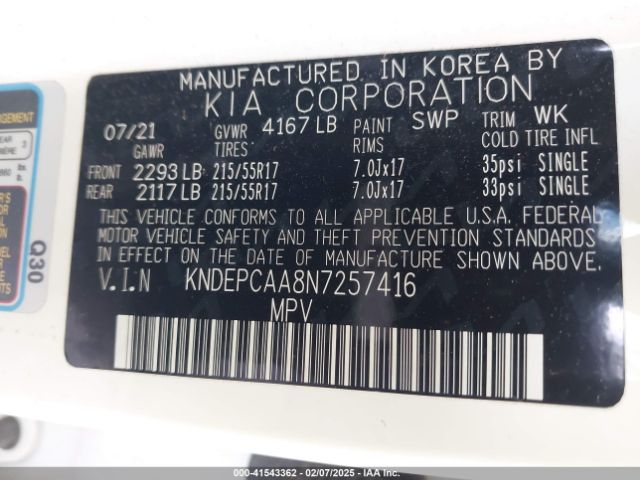 MANUFACTURED IN KOREA BY
KIA CORPORATION
07/21 GVWR 4167 LB PAINT SWP TRIM WK
GAWR TIRES RIMS COLD TIRE INFL
FRONT 2293 LB 215/55R17 7.0Jx17 35psi SINGLE
REAR 2117 LB 215/55R17 7.0Jx17 33psi SINGLE
THIS VEHICLE CONFORMS TO ALL APPLICABLE U.S.A. FEDERAL
MOTOR VEHICLE SAFETY AND THEFT PREVENTION STANDARDS
IN EFFECT ON THE DATE OF MANUFACTURE SHOWN ABOVE.
V.I.N KNDEPCAA8N7257416
MPV
Q30
000-41543362 - 02/07/2025 - IAAI.COM